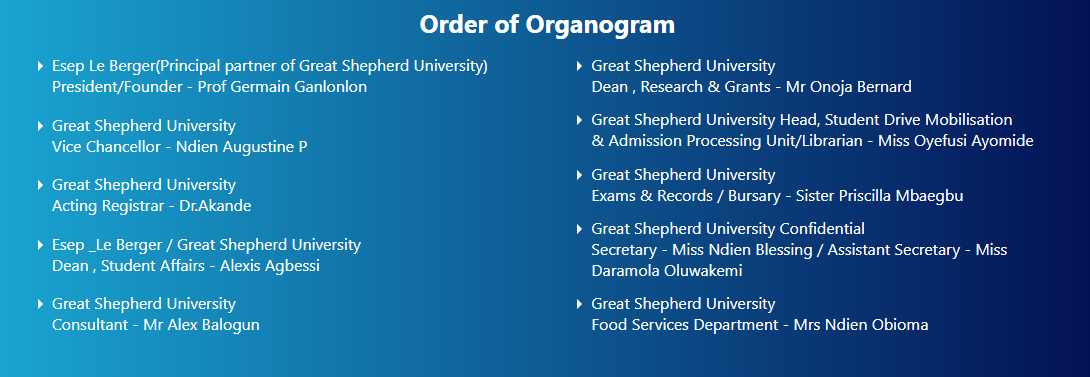 Order of Organogram
Esep Le Berger(Principal partner of Great Shepherd University)
President/Founder - Prof Germain Ganlonlon
Great Shepherd University
Vice Chancellor - Ndien Augustine P
Great Shepherd University
Acting Registrar - Dr.Akande
Esep _Le Berger / Great Shepherd University
Dean , Student Affairs - Alexis Agbessi
Great Shepherd University
Consultant - Mr Alex Balogun
Great Shepherd University
Dean , Research & Grants - Mr Onoja Bernard
Great Shepherd University Head, Student Drive Mobilisation
& Admission Processing Unit/Librarian - Miss Oyefusi Ayomide
Great Shepherd University
Exams & Records / Bursary - Sister Priscilla Mbaegbu
Great Shepherd University Confidential
Secretary - Miss Ndien Blessing / Assistant Secretary - Miss
Daramola Oluwakemi
Great Shepherd University
Food Services Department - Mrs Ndien Obioma